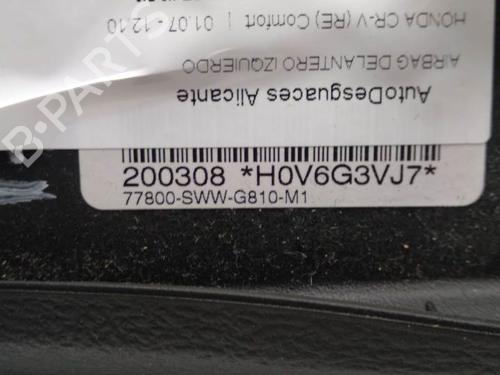 HONDA CR-V (RE) Comfort | 01.07 - 12.10
AIRBAG DELANTERO IZQUIERDO
AutoDesguaces Alicante
200308 *H0V6G3VJ7*
77800-SWW-G810-M1
B-Parts